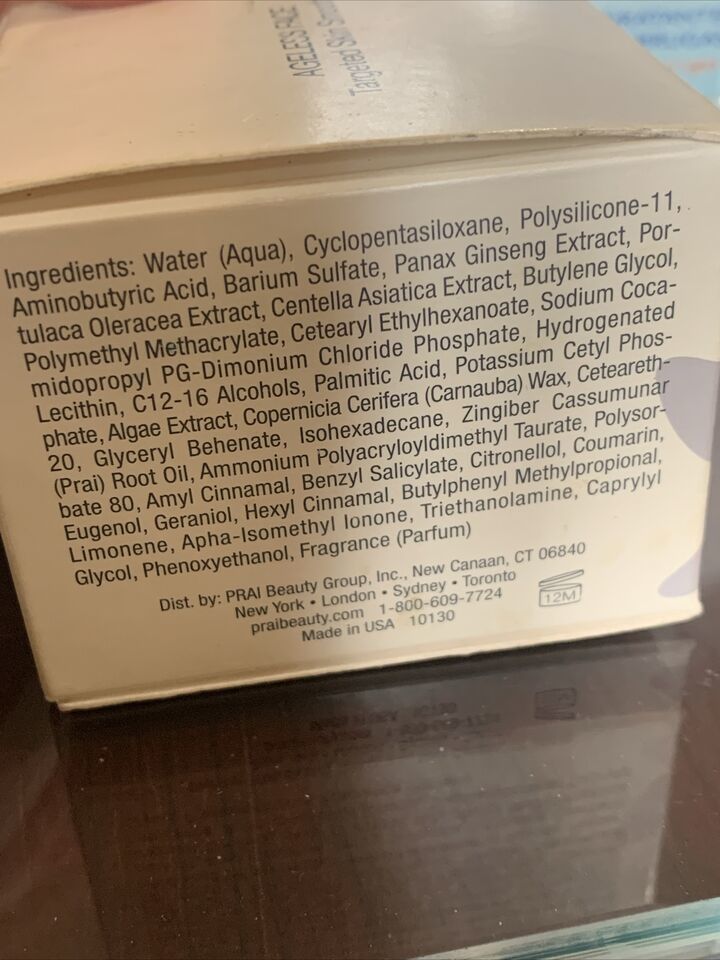 AGELESS FACE
Targeted Skin
Ingredients: Water (Aqua), Cyclopentasiloxane, Polysilicone-11,
Aminobutyric Acid, Barium Sulfate, Panax Ginseng Extract, Por-
tulaca Oleracea Extract, Centella Asiatica Extract, Butylene Glycol,
Polymethyl Methacrylate, Cetearyl Ethylhexanoate, Sodium Coca-
midopropyl PG-Dimonium Chloride Phosphate, Hydrogenated
Lecithin, C12-16 Alcohols, Palmitic Acid, Potassium Cetyl Phos-
phate, Algae Extract, Copernicia Cerifera (Carnauba) Wax, Ceteareth-
20, Glyceryl Behenate, Isohexadecane, Zingiber Cassumunar
(Prai) Root Oil, Ammonium Polyacryloyldimethyl Taurate, Polysor-
bate 80, Amyl Cinnamal, Benzyl Salicylate, Citronellol, Coumarin,
Eugenol, Geraniol, Hexyl Cinnamal, Butylphenyl Methylpropional,
Limonene, Apha-Isomethyl Ionone, Triethanolamine, Caprylyl
Glycol, Phenoxyethanol, Fragrance (Parfum)
Dist. by: PRAI Beauty Group, Inc., New Canaan, CT 06840
New York • London • Sydney • Toronto
praibeauty.com 1-800-609-7724
Made in USA 10130
12M